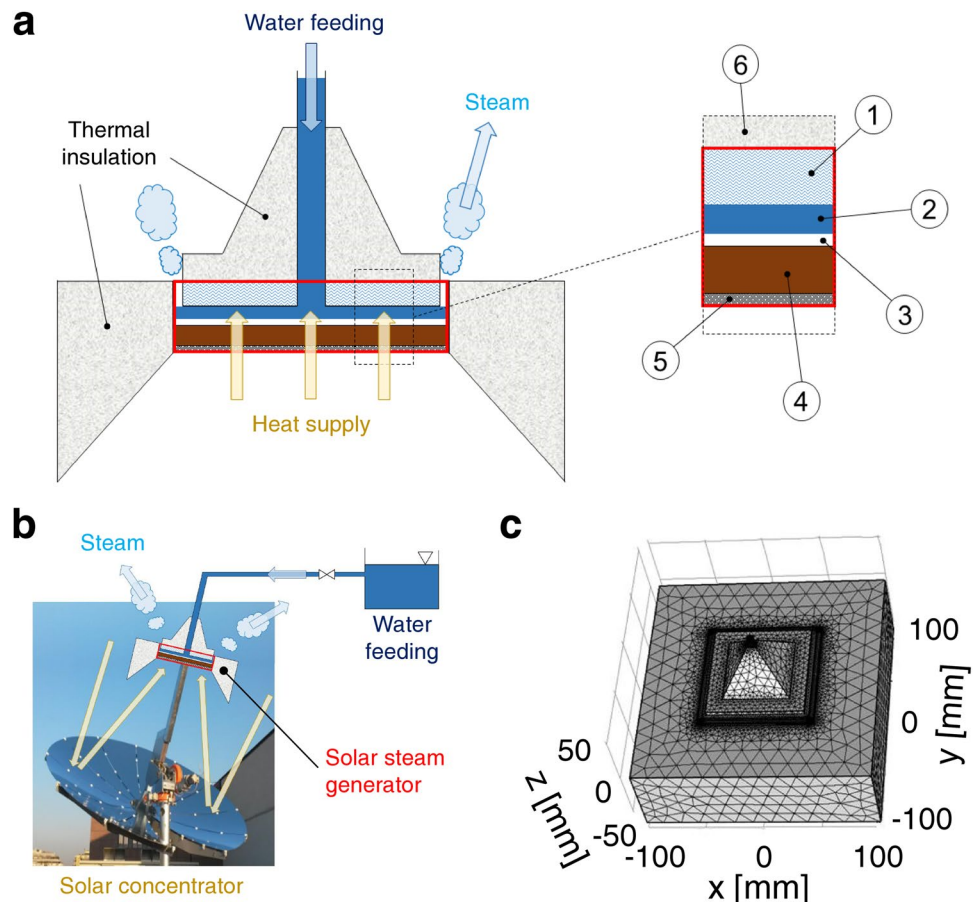 a
Water feeding
Steam
Thermal
insulation
Heat supply
6
1
2
3
4
5
b
Steam
Water
feeding
Solar steam
generator
Solar concentrator
c
50
0
-50
z [mm]
-100
0
100
x [mm]
100
0
-100
y [mm]